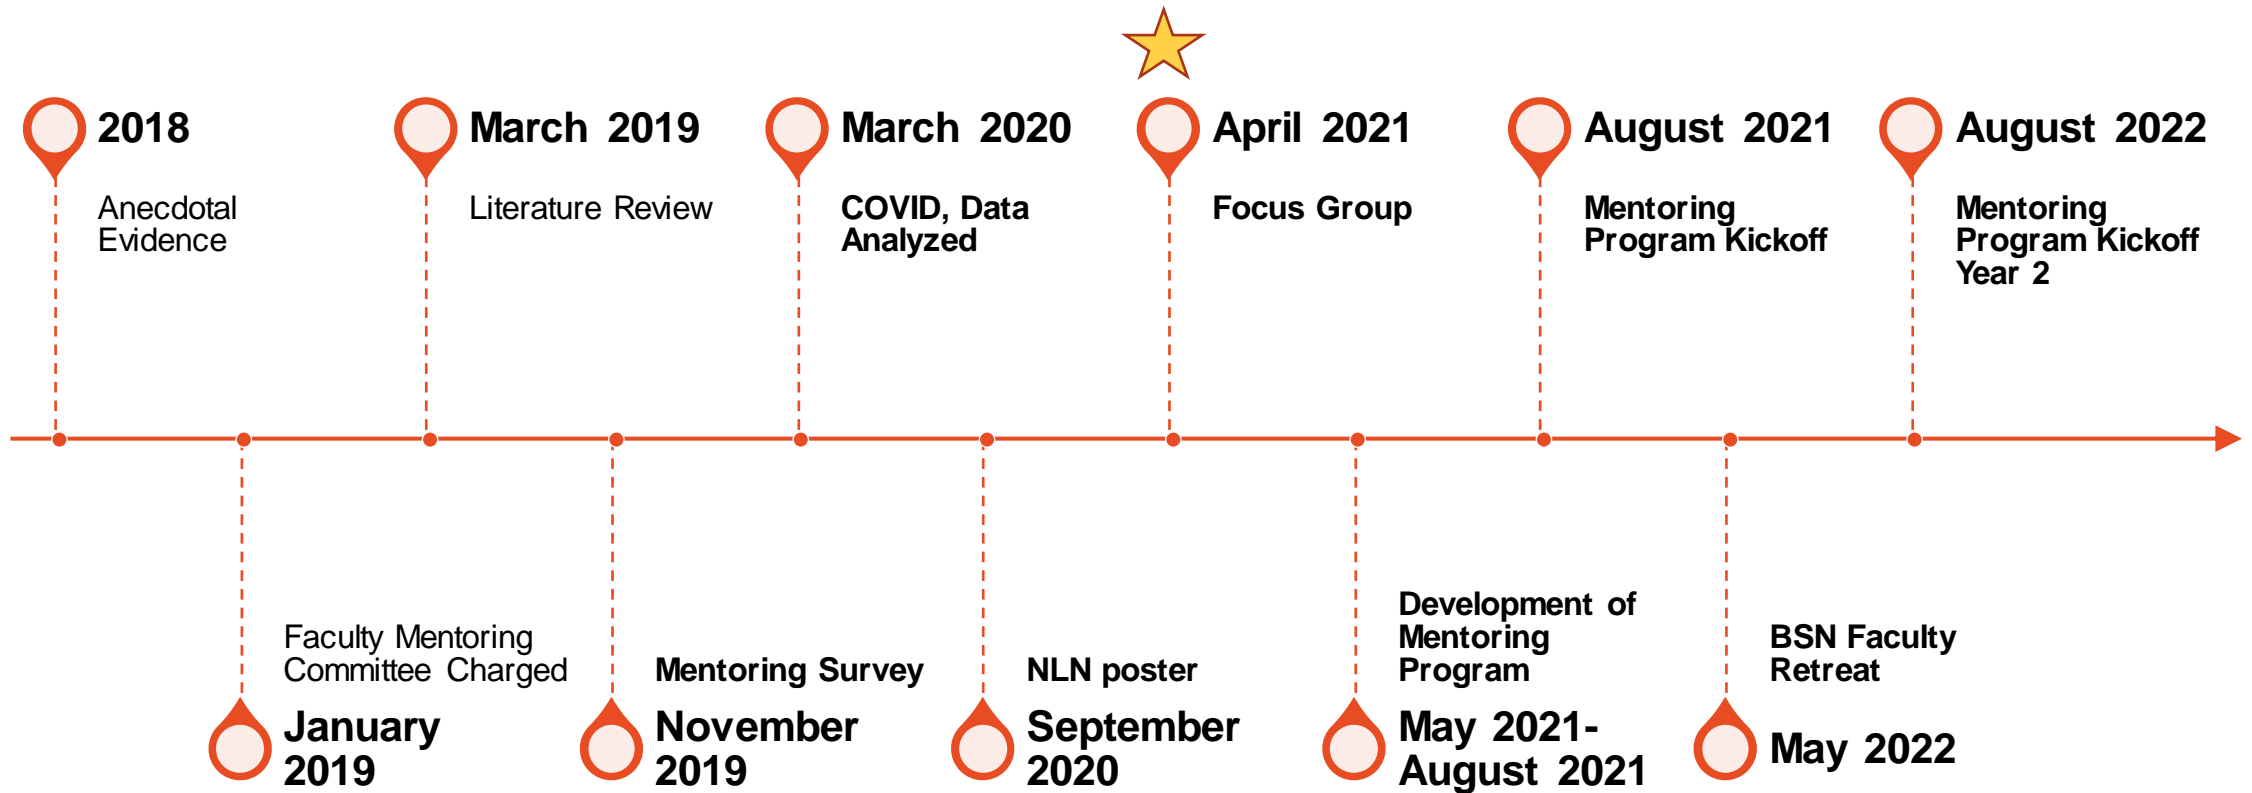 2018
Anecdotal
Evidence
January
2019
Faculty Mentoring
Committee Charged
March 2019
Literature Review
November
2019
Mentoring Survey
March 2020
COVID, Data
Analyzed
September
2020
NLN poster
April 2021
Focus Group
May 2021-
August 2021
Development of
Mentoring
Program
August 2021
Mentoring
Program Kickoff
May 2022
BSN Faculty
Retreat
August 2022
Mentoring
Program Kickoff
Year 2